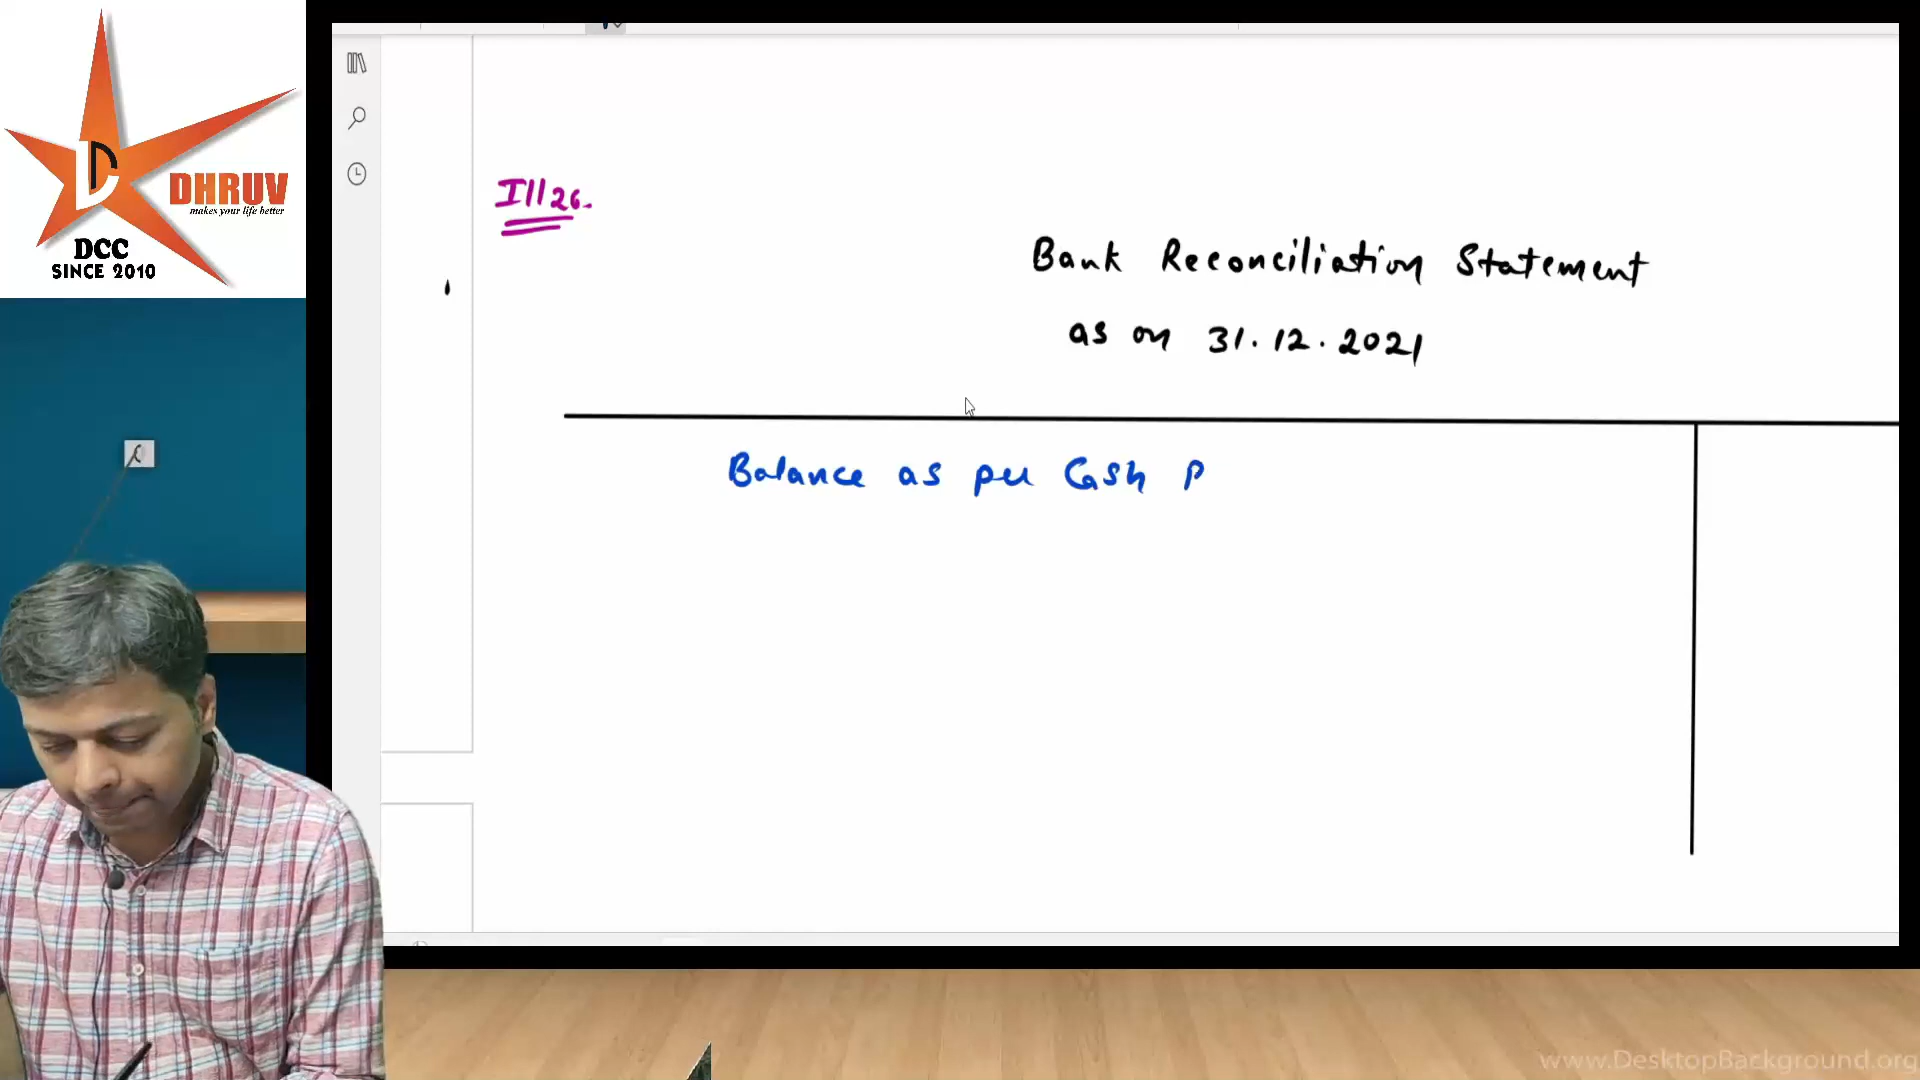 D
DHRUV
makes your life better
DCC
SINCE 2010
Ill 26.
Bank Reconciliation Statement
as on 31.12.2021
Balance as per Cash P
www.DesktopBackground.org